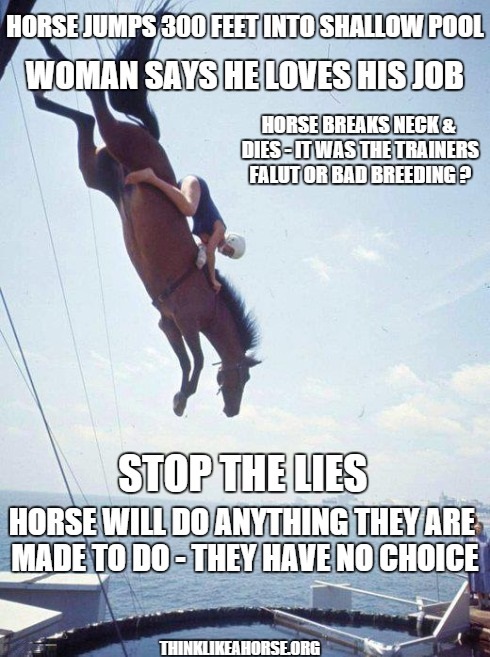 HORSE JUMPS 300 FEET INTO SHALLOW POOL
WOMAN SAYS HE LOVES HIS JOB
HORSE BREAKS NECK &
DIES - IT WAS THE TRAINERS
FALUT OR BAD BREEDING ?
STOP THE LIES
HORSE WILL DO ANYTHING THEY ARE
MADE TO DO - THEY HAVE NO CHOICE
THINKLIKEAHORSE.ORG